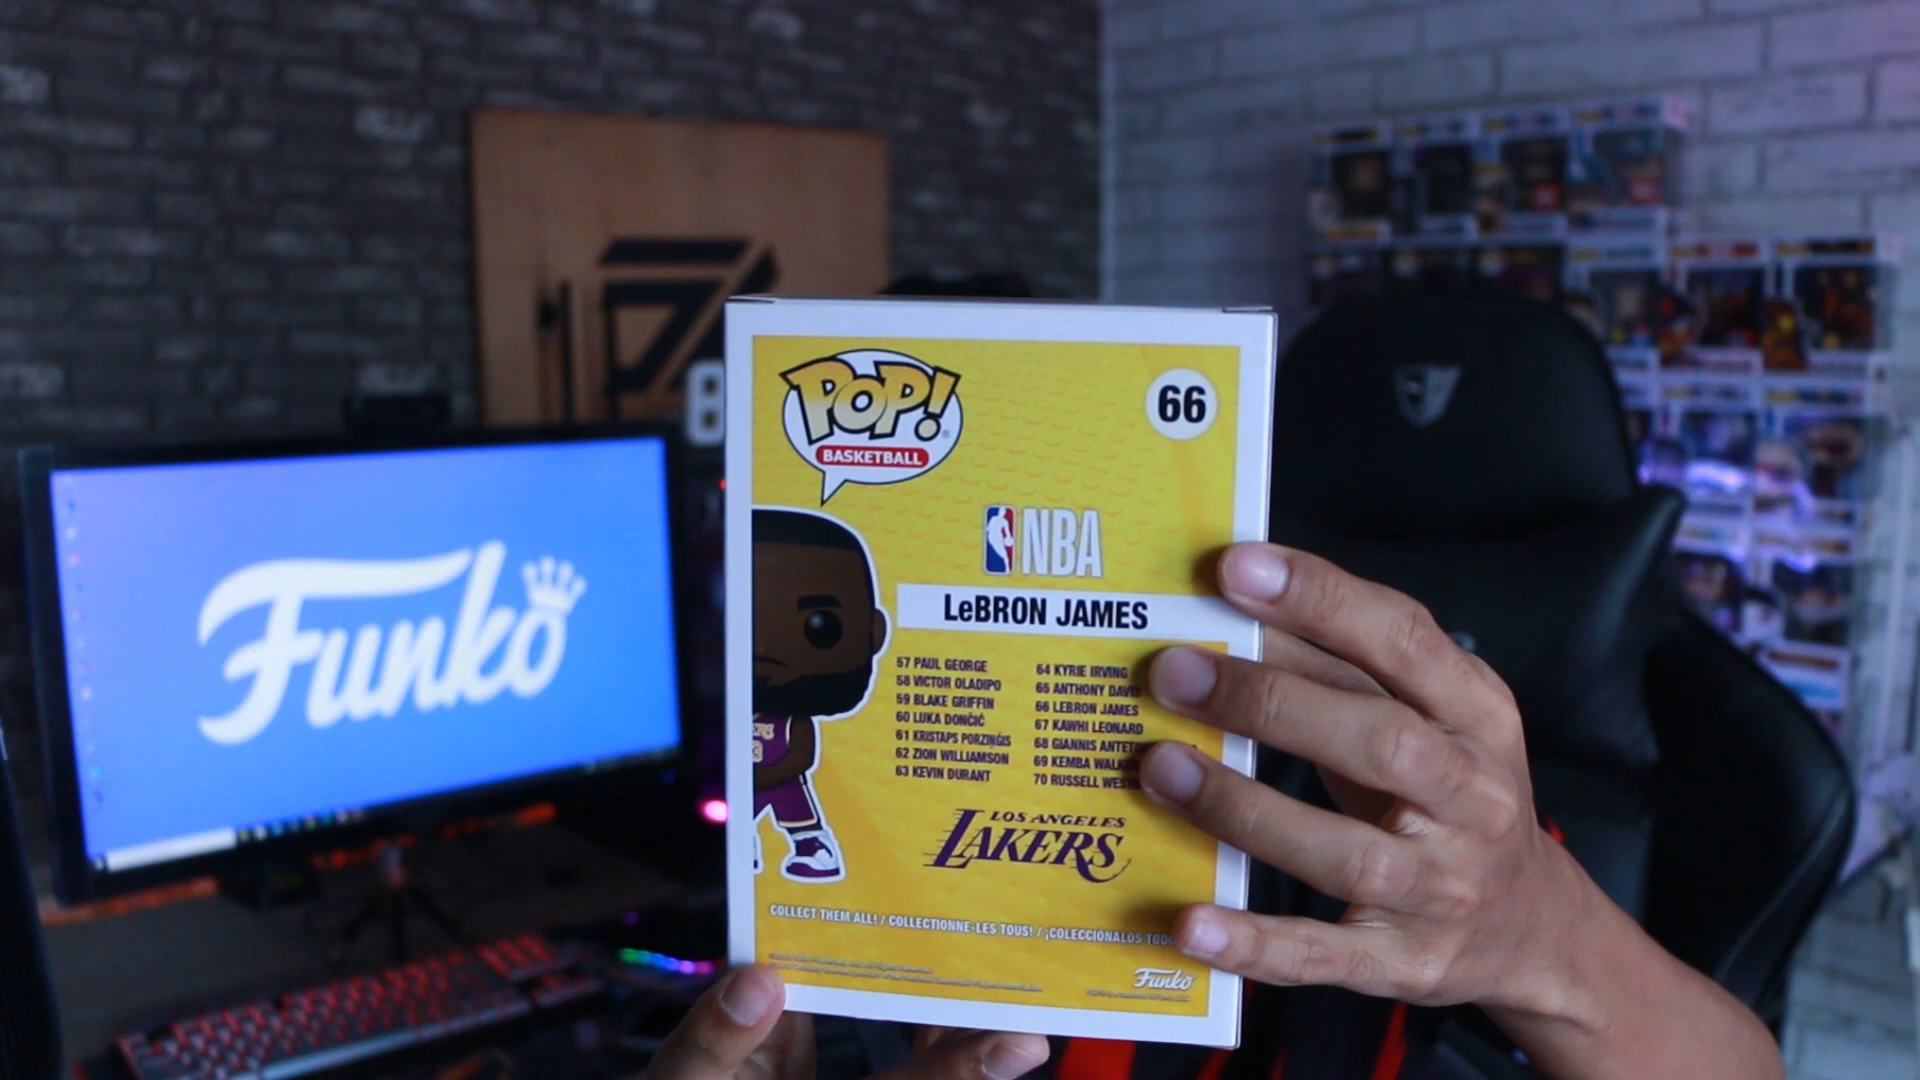 Funko
8
POP!
BASKETBALL
66
NBA
LeBRON JAMES
57 PAUL GEORGE
58 VICTOR OLADIPO
59 BLAKE GRIFFIN
60 LUKA DONČIĆ
61 KRISTAPS PORZIŅĢIS
62 ZION WILLIAMSON
63 KEVIN DURANT
64 KYRIE IRVING
65 ANTHONY DAVIS
66 LEBRON JAMES
67 KAWHI LEONARD
68 GIANNIS
69 KEMBA
70 RUSSELL
LOS ANGELES
LAKERS
COLLECT THEM ALL! / COLLECTIONNE-LES TOUS! / ¡COLECCIONALOS
Funko